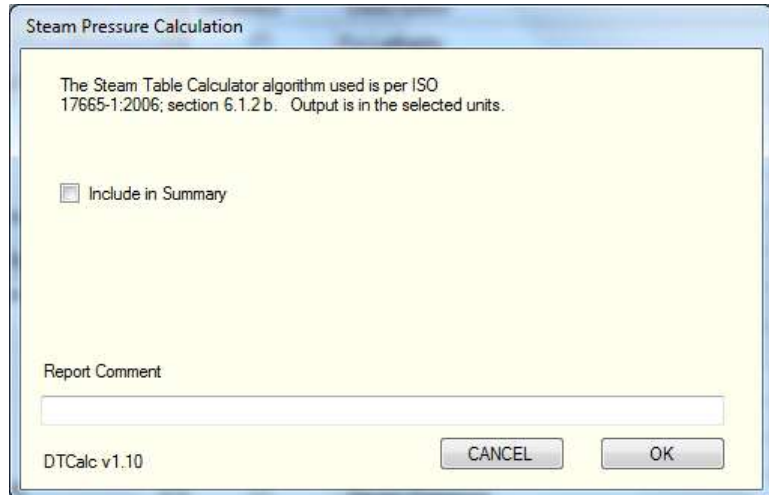 Steam Pressure Calculation
The Steam Table Calculator algorithm used is per ISO
17665-1:2006; section 6.1.2 b. Output is in the selected units.
Include in Summary
Report Comment
DTCalc v1.10
CANCEL
OK